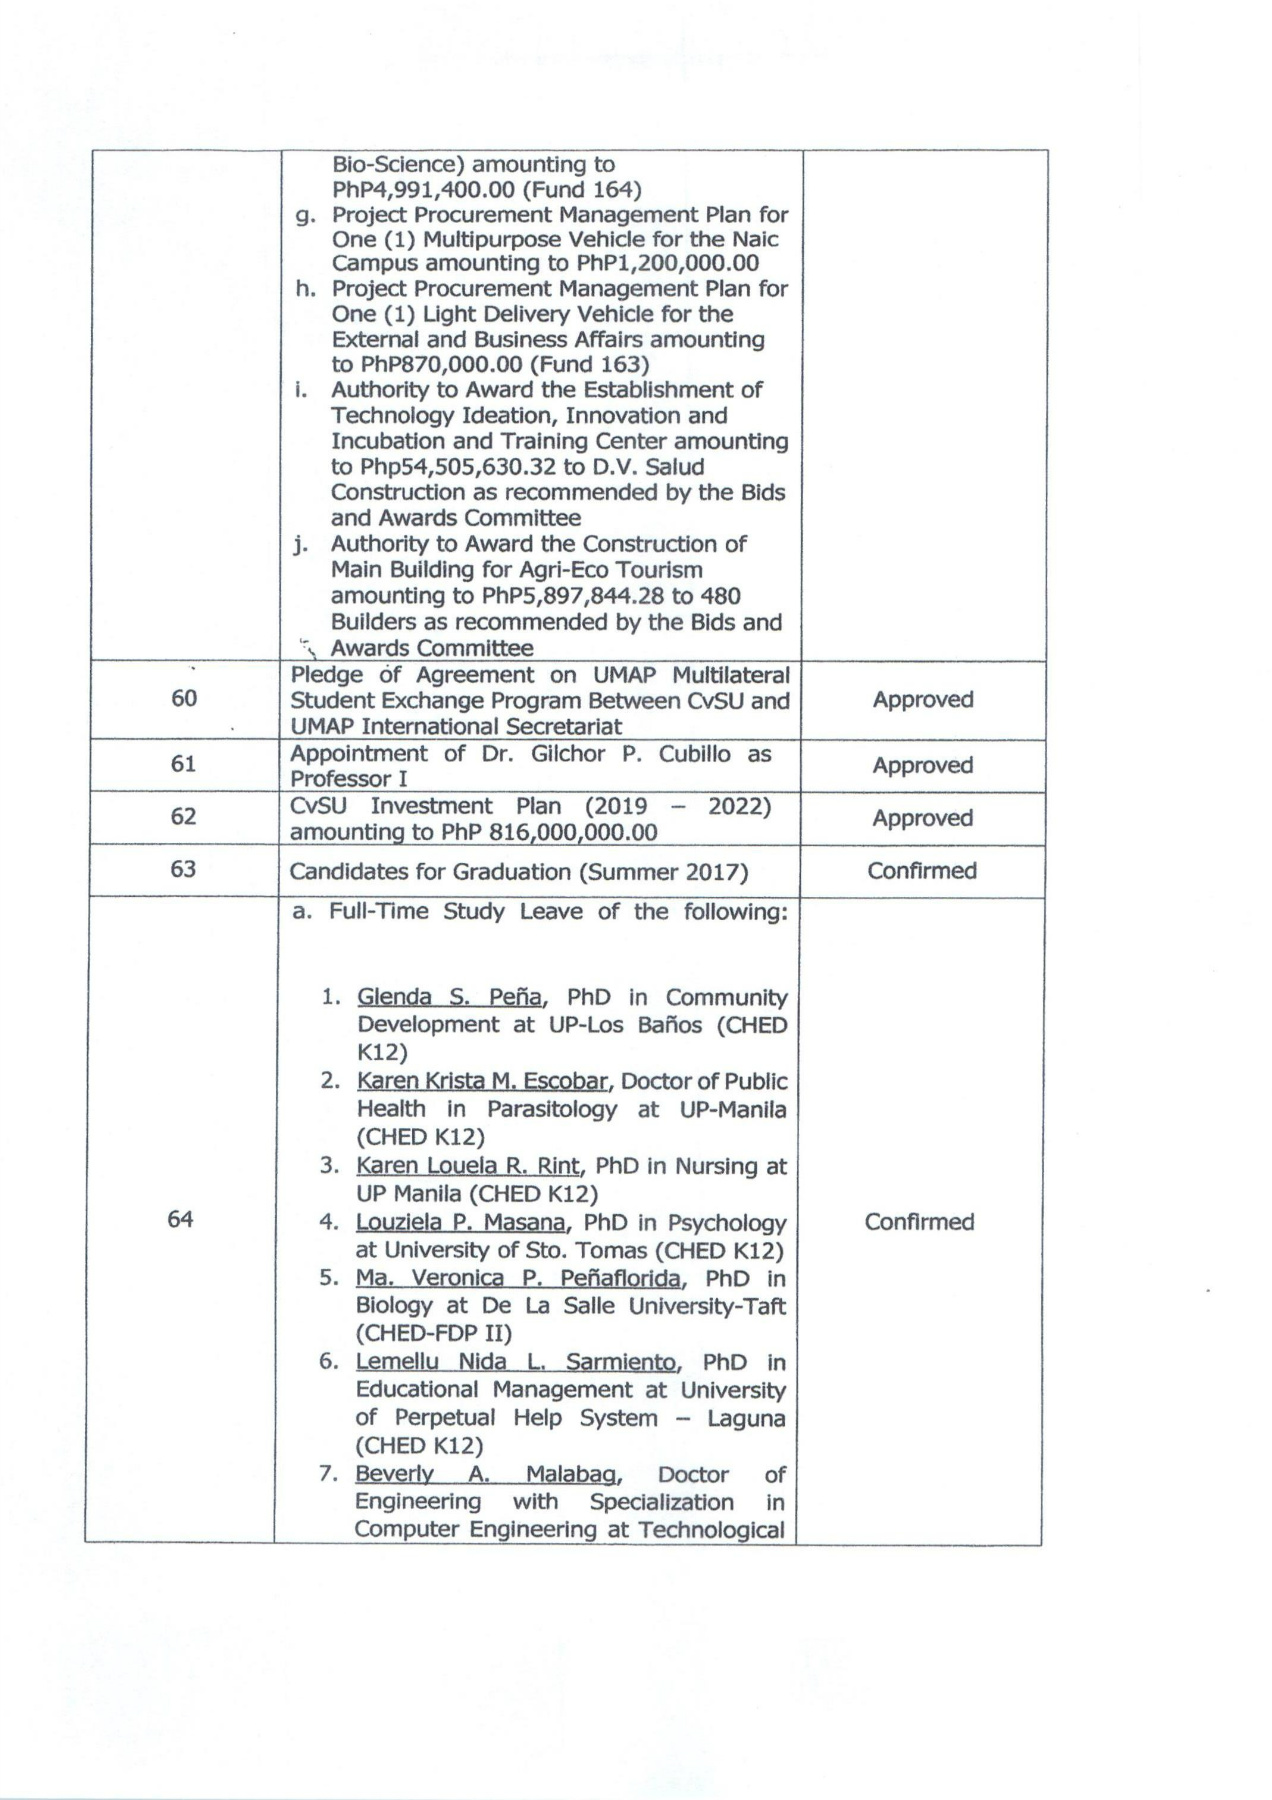 Bio-Science) amounting to
PhP4,991,400.00 (Fund 164)
g. Project Procurement Management Plan for
One (1) Multipurpose Vehicle for the Naic
Campus amounting to PhP1,200,000.00
h. Project Procurement Management Plan for
One (1) Light Delivery Vehicle for the
External and Business Affairs amounting
to PhP870,000.00 (Fund 163)
i. Authority to Award the Establishment of
Technology Ideation, Innovation and
Incubation and Training Center amounting
to Php54,505,630.32 to D.V. Salud
Construction as recommended by the Bids
and Awards Committee
j. Authority to Award the Construction of
Main Building for Agri-Eco Tourism
amounting to PhP5,897,844.28 to 480
Builders as recommended by the Bids and
Awards Committee
60
Pledge of Agreement on UMAP Multilateral
Student Exchange Program Between CvSU and
UMAP International Secretariat
Approved
61
Appointment of Dr. Gilchor P. Cubillo as
Professor I
Approved
62
CvSU Investment Plan (2019 – 2022)
amounting to PhP 816,000,000.00
Approved
63
Candidates for Graduation (Summer 2017)
Confirmed
64
a. Full-Time Study Leave of the following:
1. Glenda S. Peña, PhD in Community
Development at UP-Los Baños (CHED
K12)
2. Karen Krista M. Escobar, Doctor of Public
Health in Parasitology at UP-Manila
(CHED K12)
3. Karen Louela R. Rint, PhD in Nursing at
UP Manila (CHED K12)
4. Louziela P. Masana, PhD in Psychology
at University of Sto. Tomas (CHED K12)
5. Ma. Veronica P. Peñaflorida, PhD in
Biology at De La Salle University-Taft
(CHED-FDP II)
6. Lemellu Nida L. Sarmiento, PhD in
Educational Management at University
of Perpetual Help System – Laguna
(CHED K12)
7. Beverly A. Malabag, Doctor of
Engineering with Specialization in
Computer Engineering at Technological
Confirmed